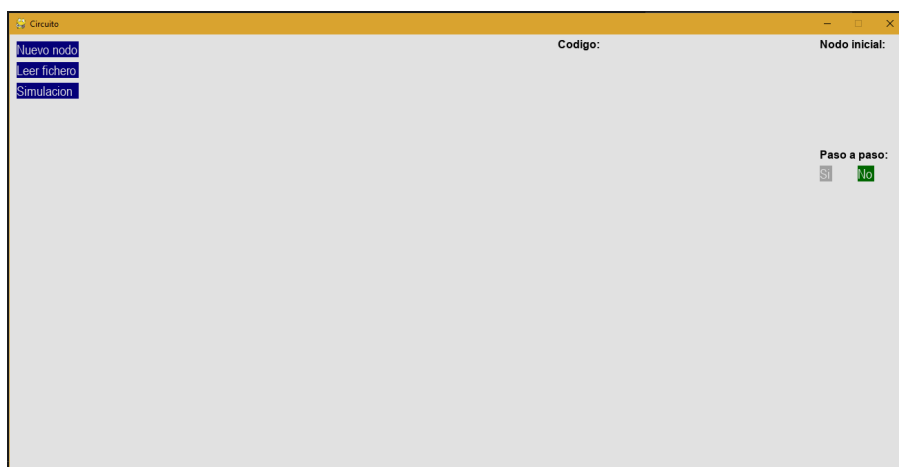 Circuito
Nuevo nodo
Leer fichero
Simulacion
Codigo:
Nodo inicial:
Paso a paso:
Si No